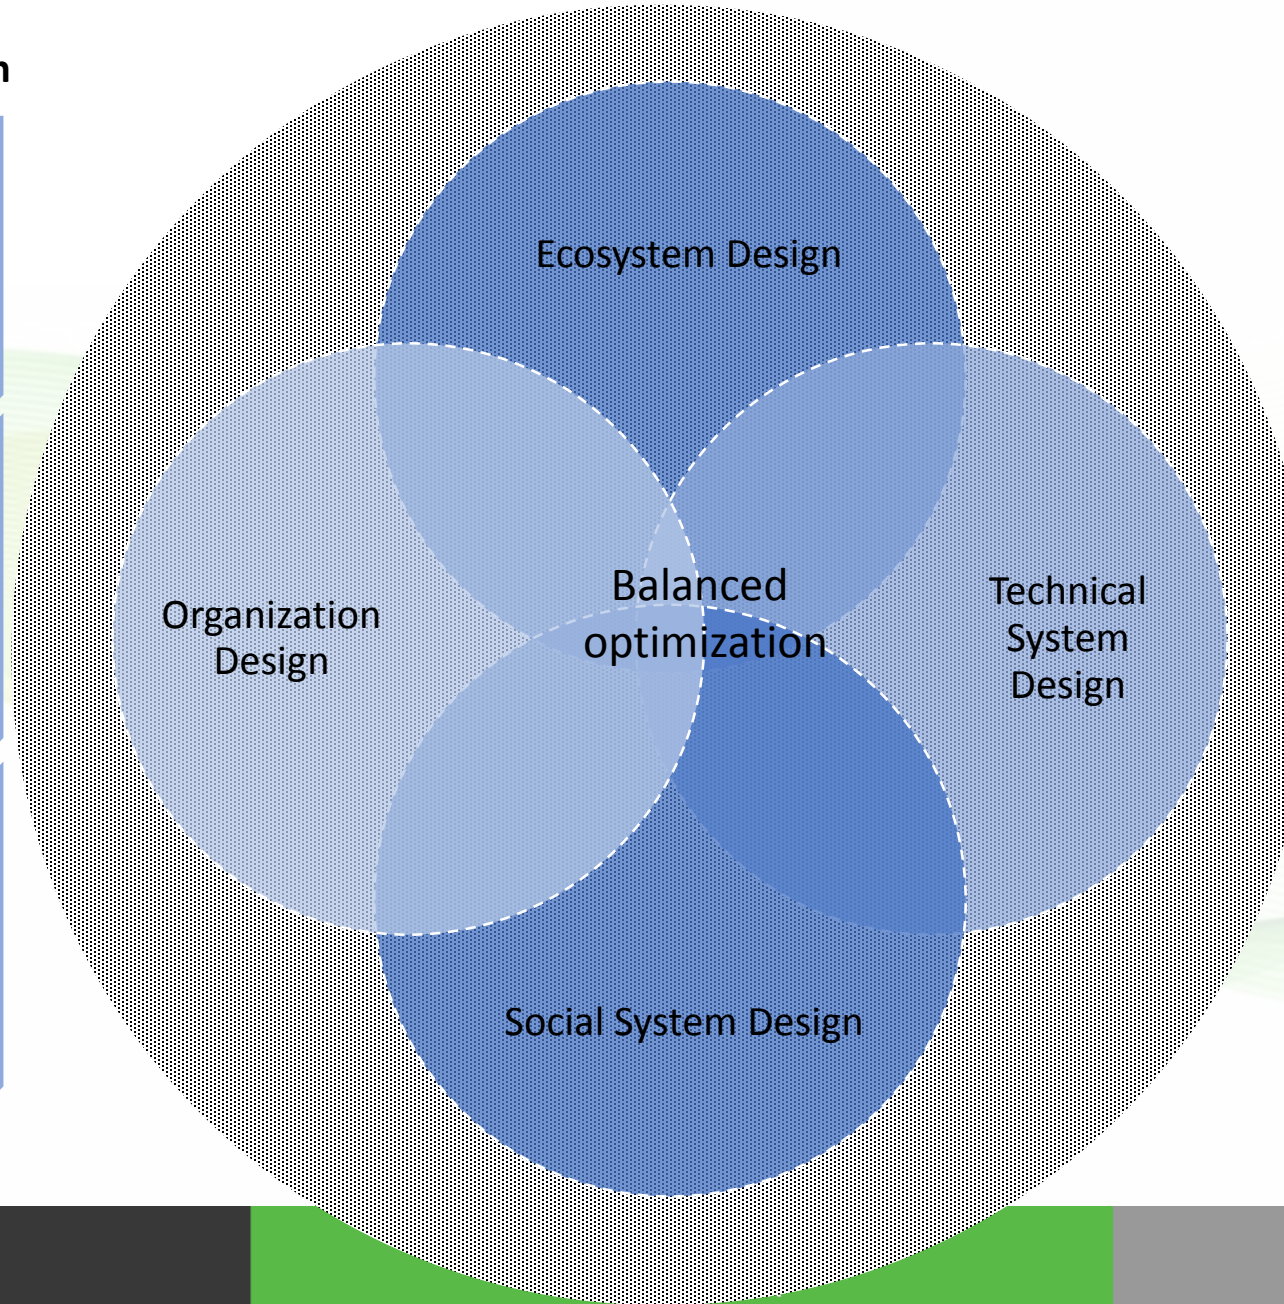 n
Ecosystem Design
Balanced
optimization
Organization
Design
Technical
System
Design
Social System Design